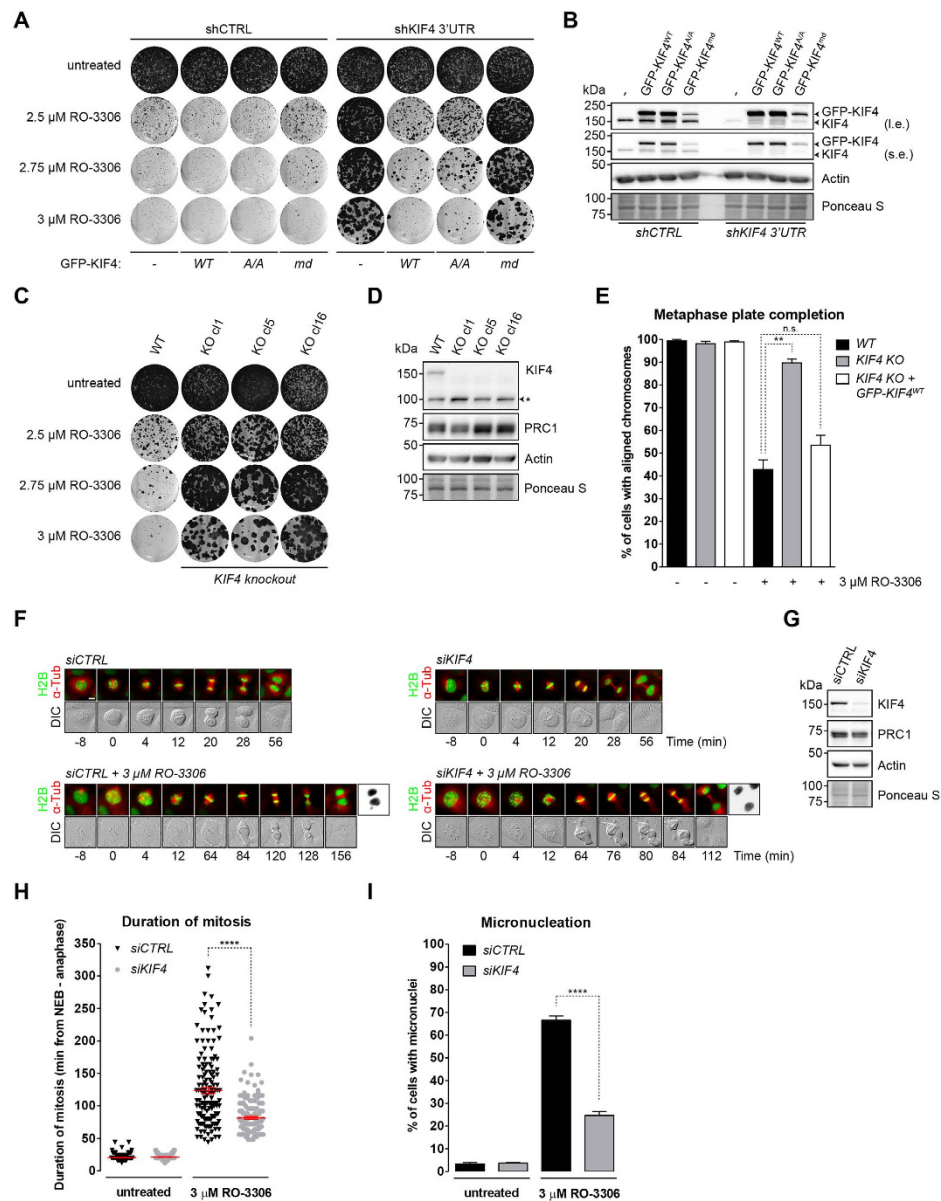 A
shCTRL
shKIF4 3'UTR
untreated
2.5 µM RO-3306
2.75 µM RO-3306
3 µM RO-3306
GFP-KIF4: - WT A/A md - WT A/A md
B
kDa - GFP-KIF4WT GFP-KIF4A/A GFP-KIF4md - GFP-KIF4WT GFP-KIF4A/A GFP-KIF4md
250
150
GFP-KIF4
KIF4 (l.e.)
250
150
GFP-KIF4
KIF4 (s.e.)
50
37
Actin
100
75
Ponceau S
shCTRL shKIF4 3'UTR
C
WT KO cl1 KO cl5 KO cl16
untreated
2.5 µM RO-3306
2.75 µM RO-3306
3 µM RO-3306
KIF4 knockout
D
kDa WT KO cl1 KO cl5 KO cl16
150
KIF4
100
*
75
PRC1
50
37
Actin
100
75
Ponceau S
E
Metaphase plate completion
% of cells with aligned chromosomes
100
90
80
70
60
50
40
30
20
10
0
n.s.
**
WT
KIF4 KO
KIF4 KO +
GFP-KIF4WT
- - - + + + 3 µM RO-3306
F
siCTRL
H2B
α-Tub
DIC
-8 0 4 12 20 28 56
siKIF4
H2B
α-Tub
DIC
-8 0 4 12 20 28 56 Time (min)
siCTRL + 3 µM RO-3306
H2B
α-Tub
DIC
-8 0 4 12 64 84 120 128 156
siKIF4 + 3 µM RO-3306
H2B
α-Tub
DIC
-8 0 4 12 64 76 80 84 112 Time (min)
G
kDa siCTRL siKIF4
150
KIF4
75
PRC1
50
37
Actin
100
75
Ponceau S
H
Duration of mitosis
Duration of mitosis (min from NEB - anaphase)
350
300
250
200
150
100
50
0
siCTRL
siKIF4
****
untreated 3 µM RO-3306
I
Micronucleation
% of cells with micronuclei
100
90
80
70
60
50
40
30
20
10
0
siCTRL
siKIF4
****
untreated 3 µM RO-3306